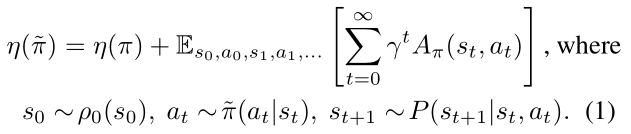 η(π̃) = η(π) + 𝔼_{s_0,a_0,s_1,a_1,...} [∑_{t=0}^{∞} γ^t A_π(s_t, a_t)] , where
s_0 ∼ ρ_0(s_0), a_t ∼ π̃(a_t|s_t), s_{t+1} ∼ P(s_{t+1}|s_t, a_t). (1)